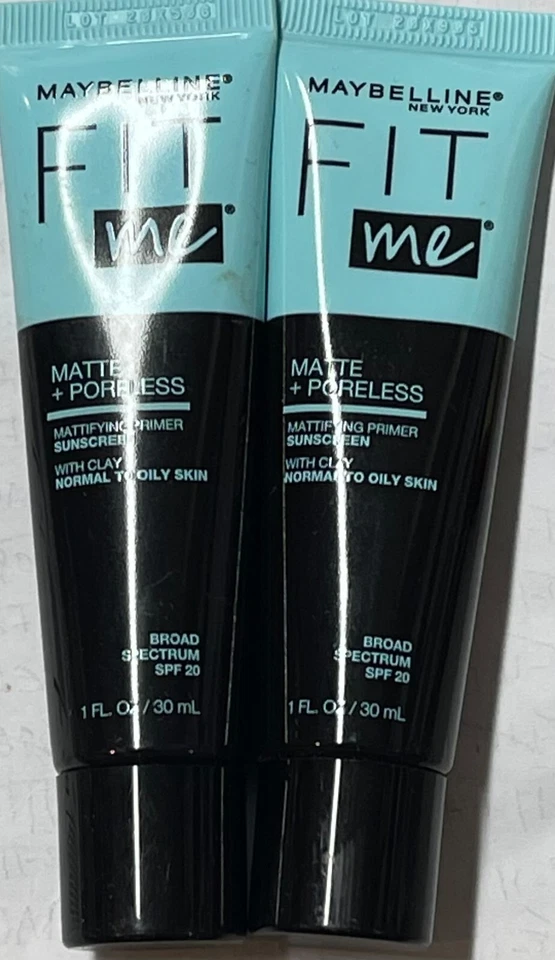 MAYBELLINE®
NEW YORK
FIT
me®
MATTE
+ PORELESS
MATTIFYING PRIMER
SUNSCREEN
WITH CLAY
NORMAL TO OILY SKIN
BROAD
SPECTRUM
SPF 20
1 FL. OZ / 30 mL
MAYBELLINE®
NEW YORK
FIT
me®
MATTE
+ PORELESS
MATTIFYING PRIMER
SUNSCREEN
WITH CLAY
NORMAL TO OILY SKIN
BROAD
SPECTRUM
SPF 20
1 FL. OZ / 30 mL